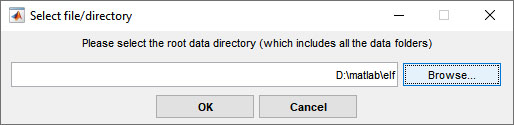 Select file/directory
Please select the root data directory (which includes all the data folders)
D:\matlab\elf
Browse...
OK
Cancel